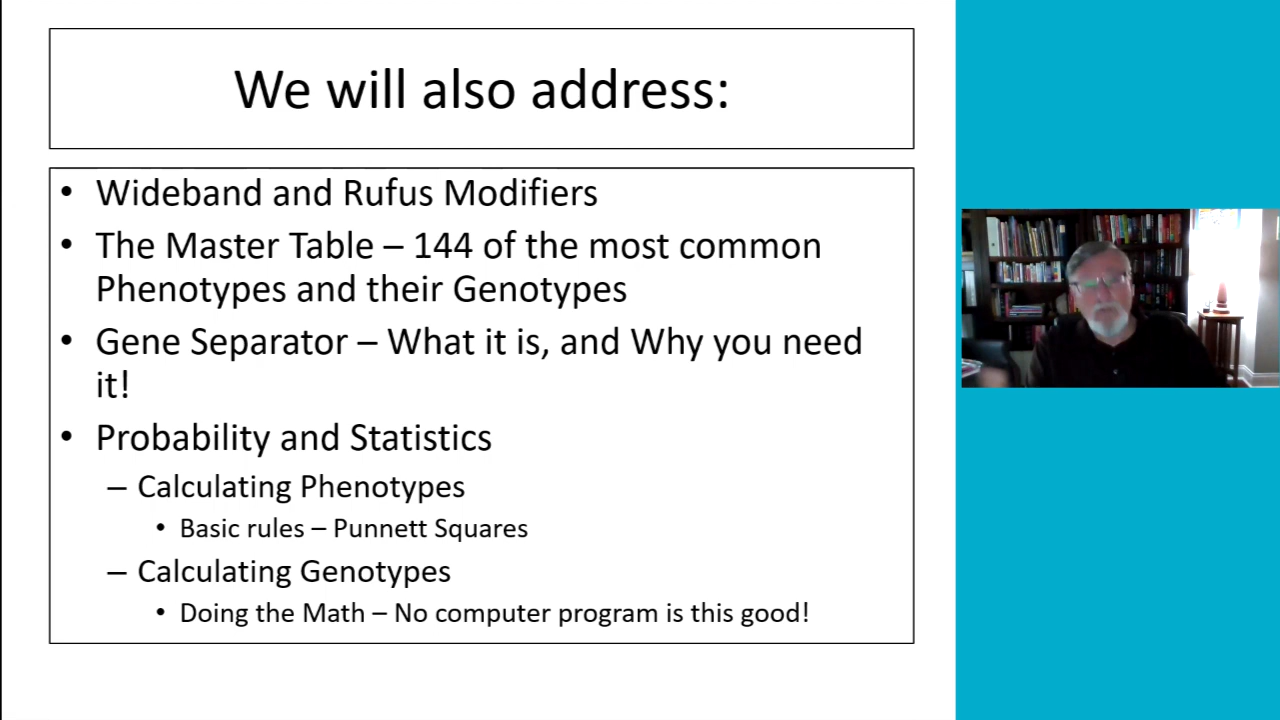 We will also address:
• Wideband and Rufus Modifiers
• The Master Table – 144 of the most common
Phenotypes and their Genotypes
• Gene Separator – What it is, and Why you need
it!
• Probability and Statistics
– Calculating Phenotypes
• Basic rules – Punnett Squares
– Calculating Genotypes
• Doing the Math – No computer program is this good!